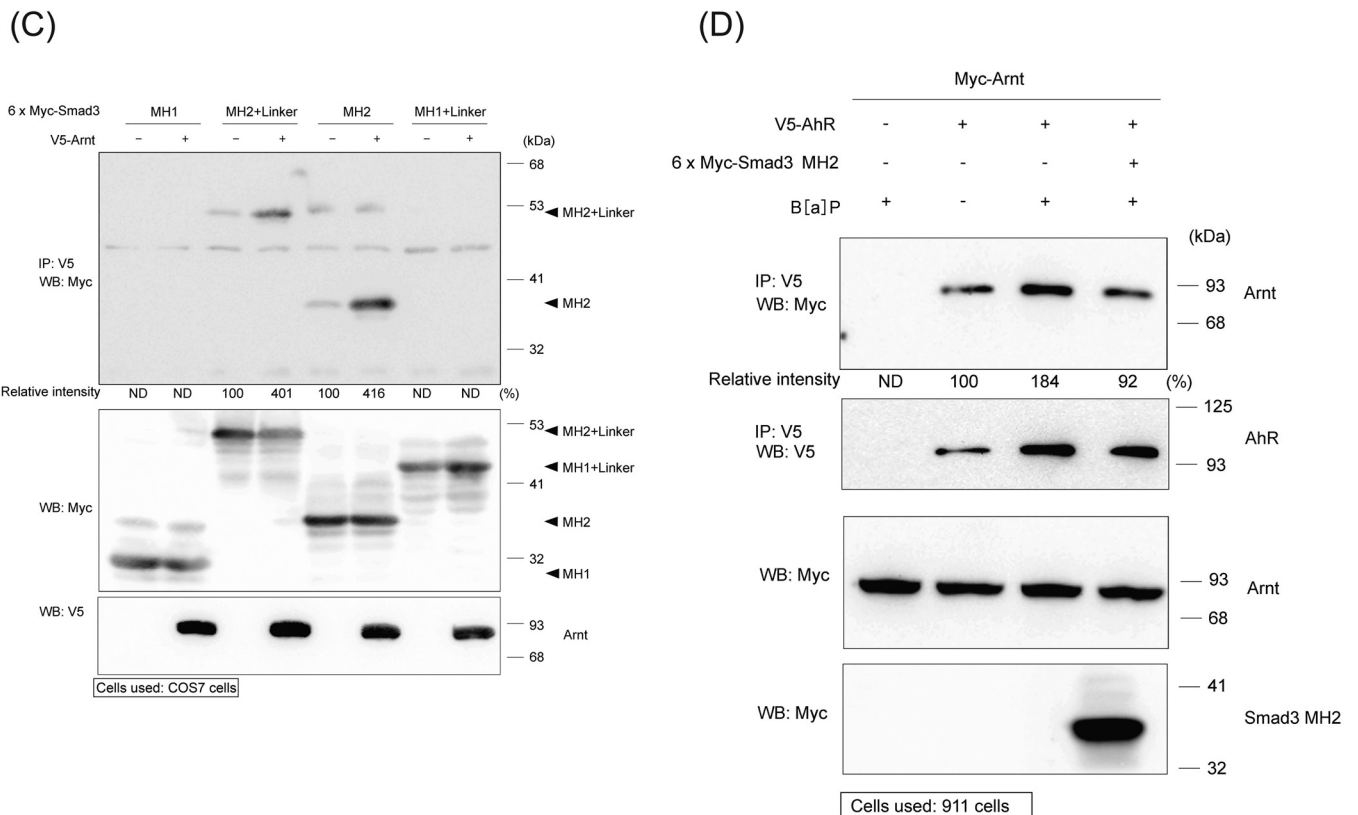 (C)
6 x Myc-Smad3 MH1 MH2+Linker MH2 MH1+Linker
V5-Arnt – + – + – + – + (kDa)
68
53
MH2+Linker
IP: V5
WB: Myc
41
MH2
32
Relative intensity ND ND 100 401 100 416 ND ND (%)
53
MH2+Linker
MH1+Linker
41
WB: Myc
MH2
32
MH1
WB: V5
93
Arnt
68
Cells used: COS7 cells
(D)
Myc-Arnt
V5-AhR - + + +
6 x Myc-Smad3 MH2 - - - +
B[a]P + - + +
(kDa)
IP: V5
WB: Myc
93
Arnt
68
Relative intensity ND 100 184 92 (%)
125
IP: V5
WB: V5
AhR
93
WB: Myc
93
Arnt
68
41
WB: Myc
Smad3 MH2
32
Cells used: 911 cells